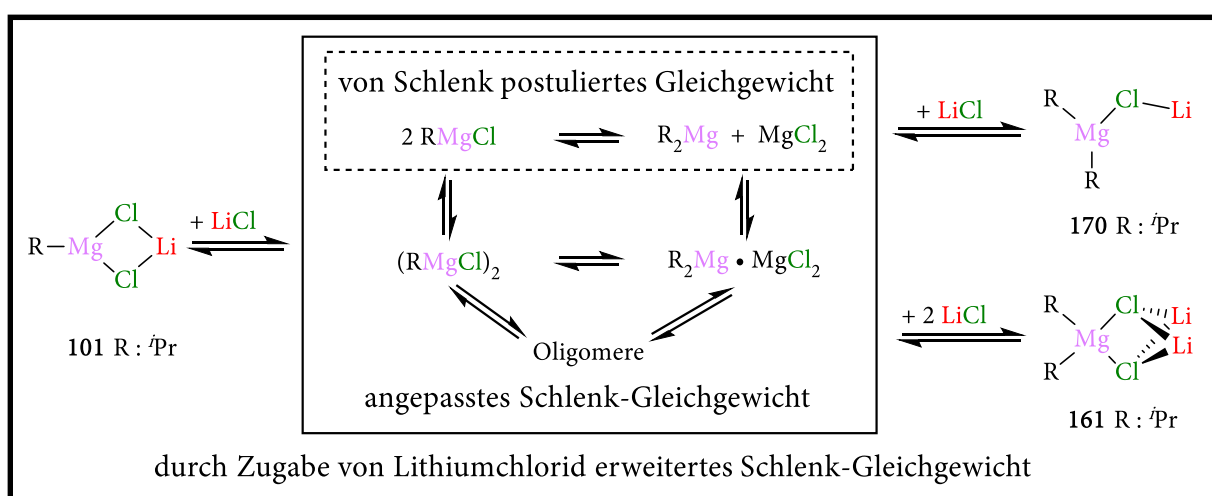 von Schlenk postuliertes Gleichgewicht
2 RMgCl
R₂Mg + MgCl₂
+ LiCl
R
Cl
Li
Mg
R
170 R : ⁱPr
Cl
R
Mg
Li
Cl
+ LiCl
101 R : ⁱPr
(RMgCl)₂
R₂Mg • MgCl₂
Oligomere
angepasstes Schlenk-Gleichgewicht
+ 2 LiCl
R
Cl
Li
Mg
Li
R
Cl
161 R : ⁱPr
durch Zugabe von Lithiumchlorid erweitertes Schlenk-Gleichgewicht